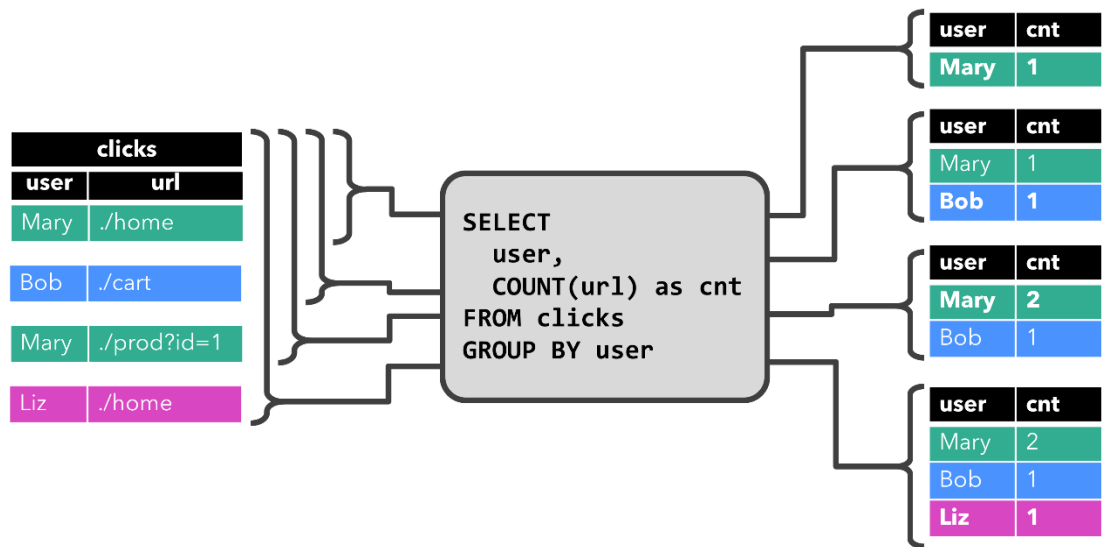 clicks
user url
Mary ./home
Bob ./cart
Mary ./prod?id=1
Liz ./home
SELECT
user,
COUNT(url) as cnt
FROM clicks
GROUP BY user
user cnt
Mary 1
user cnt
Mary 1
Bob 1
user cnt
Mary 2
Bob 1
user cnt
Mary 2
Bob 1
Liz 1